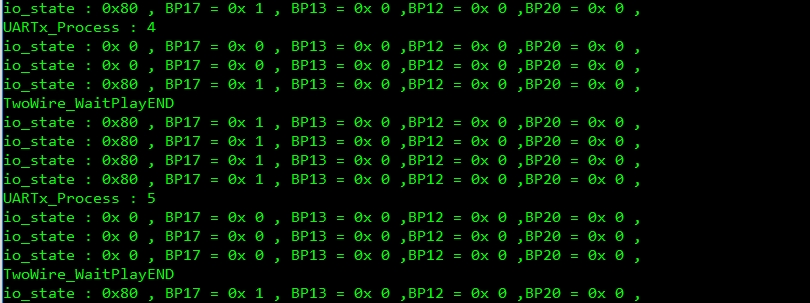 io_state : 0x80 , BP17 = 0x 1 , BP13 = 0x 0 ,BP12 = 0x 0 ,BP20 = 0x 0 ,
UARTx_Process : 4
io_state : 0x 0 , BP17 = 0x 0 , BP13 = 0x 0 ,BP12 = 0x 0 ,BP20 = 0x 0 ,
io_state : 0x 0 , BP17 = 0x 0 , BP13 = 0x 0 ,BP12 = 0x 0 ,BP20 = 0x 0 ,
io_state : 0x80 , BP17 = 0x 1 , BP13 = 0x 0 ,BP12 = 0x 0 ,BP20 = 0x 0 ,
TwoWire_WaitPlayEND
io_state : 0x80 , BP17 = 0x 1 , BP13 = 0x 0 ,BP12 = 0x 0 ,BP20 = 0x 0 ,
io_state : 0x80 , BP17 = 0x 1 , BP13 = 0x 0 ,BP12 = 0x 0 ,BP20 = 0x 0 ,
io_state : 0x80 , BP17 = 0x 1 , BP13 = 0x 0 ,BP12 = 0x 0 ,BP20 = 0x 0 ,
io_state : 0x80 , BP17 = 0x 1 , BP13 = 0x 0 ,BP12 = 0x 0 ,BP20 = 0x 0 ,
UARTx_Process : 5
io_state : 0x 0 , BP17 = 0x 0 , BP13 = 0x 0 ,BP12 = 0x 0 ,BP20 = 0x 0 ,
io_state : 0x 0 , BP17 = 0x 0 , BP13 = 0x 0 ,BP12 = 0x 0 ,BP20 = 0x 0 ,
io_state : 0x 0 , BP17 = 0x 0 , BP13 = 0x 0 ,BP12 = 0x 0 ,BP20 = 0x 0 ,
TwoWire_WaitPlayEND
io_state : 0x80 , BP17 = 0x 1 , BP13 = 0x 0 ,BP12 = 0x 0 ,BP20 = 0x 0 ,